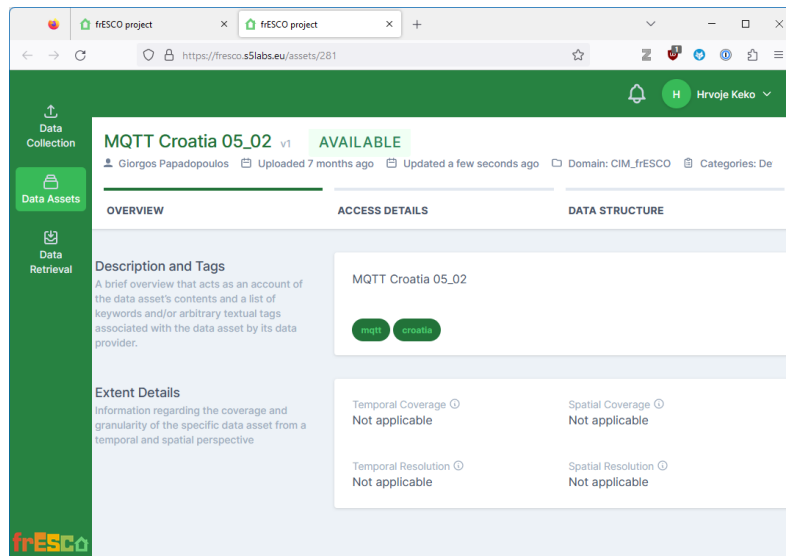 frESCO project
frESCO project
https://fresco.s5labs.eu/assets/281
Z
1
H Hrvoje Keko
Data
Collection
Data Assets
Data
Retrieval
MQTT Croatia 05_02 v1 AVAILABLE
Giorgos Papadopoulos Uploaded 7 months ago Updated a few seconds ago Domain: CIM_frESCO Categories: De
OVERVIEW ACCESS DETAILS DATA STRUCTURE
Description and Tags
A brief overview that acts as an account of
the data asset's contents and a list of
keywords and/or arbitrary textual tags
associated with the data asset by its data
provider.
MQTT Croatia 05_02
mqtt croatia
Extent Details
Information regarding the coverage and
granularity of the specific data asset from a
temporal and spatial perspective
Temporal Coverage Spatial Coverage
Not applicable Not applicable
Temporal Resolution Spatial Resolution
Not applicable Not applicable
frESCO